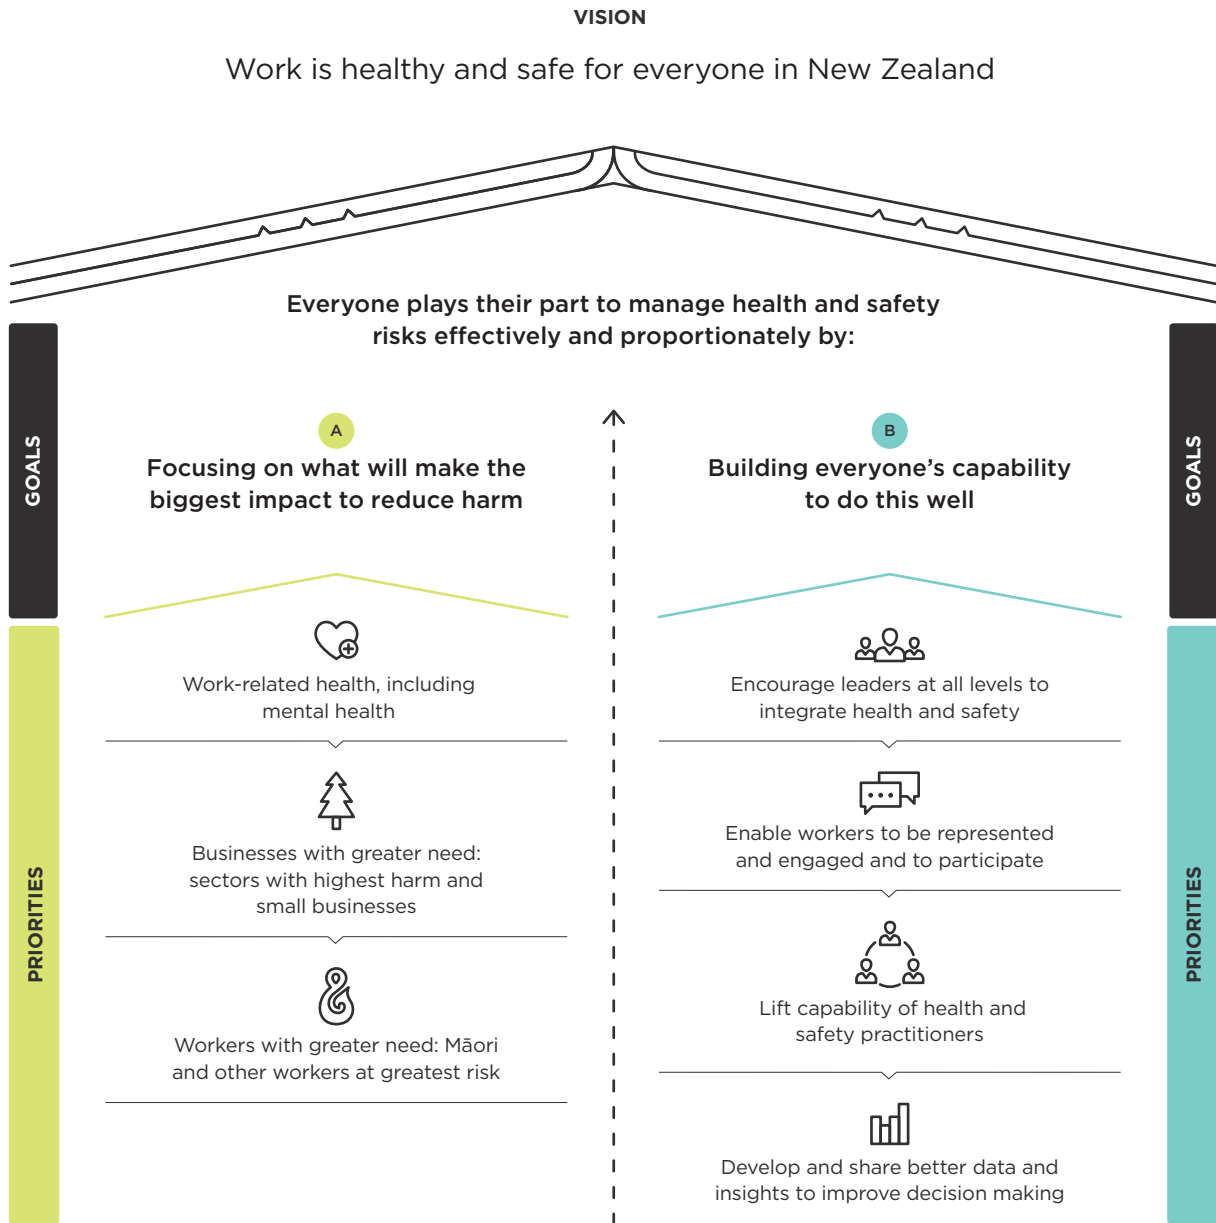 VISION
Work is healthy and safe for everyone in New Zealand
Everyone plays their part to manage health and safety
risks effectively and proportionately by:
GOALS
A
Focusing on what will make the
biggest impact to reduce harm
B
Building everyone’s capability
to do this well
GOALS
PRIORITIES
Work-related health, including
mental health
Businesses with greater need:
sectors with highest harm and
small businesses
Workers with greater need: Māori
and other workers at greatest risk
Encourage leaders at all levels to
integrate health and safety
Enable workers to be represented
and engaged and to participate
Lift capability of health and
safety practitioners
Develop and share better data and
insights to improve decision making
PRIORITIES